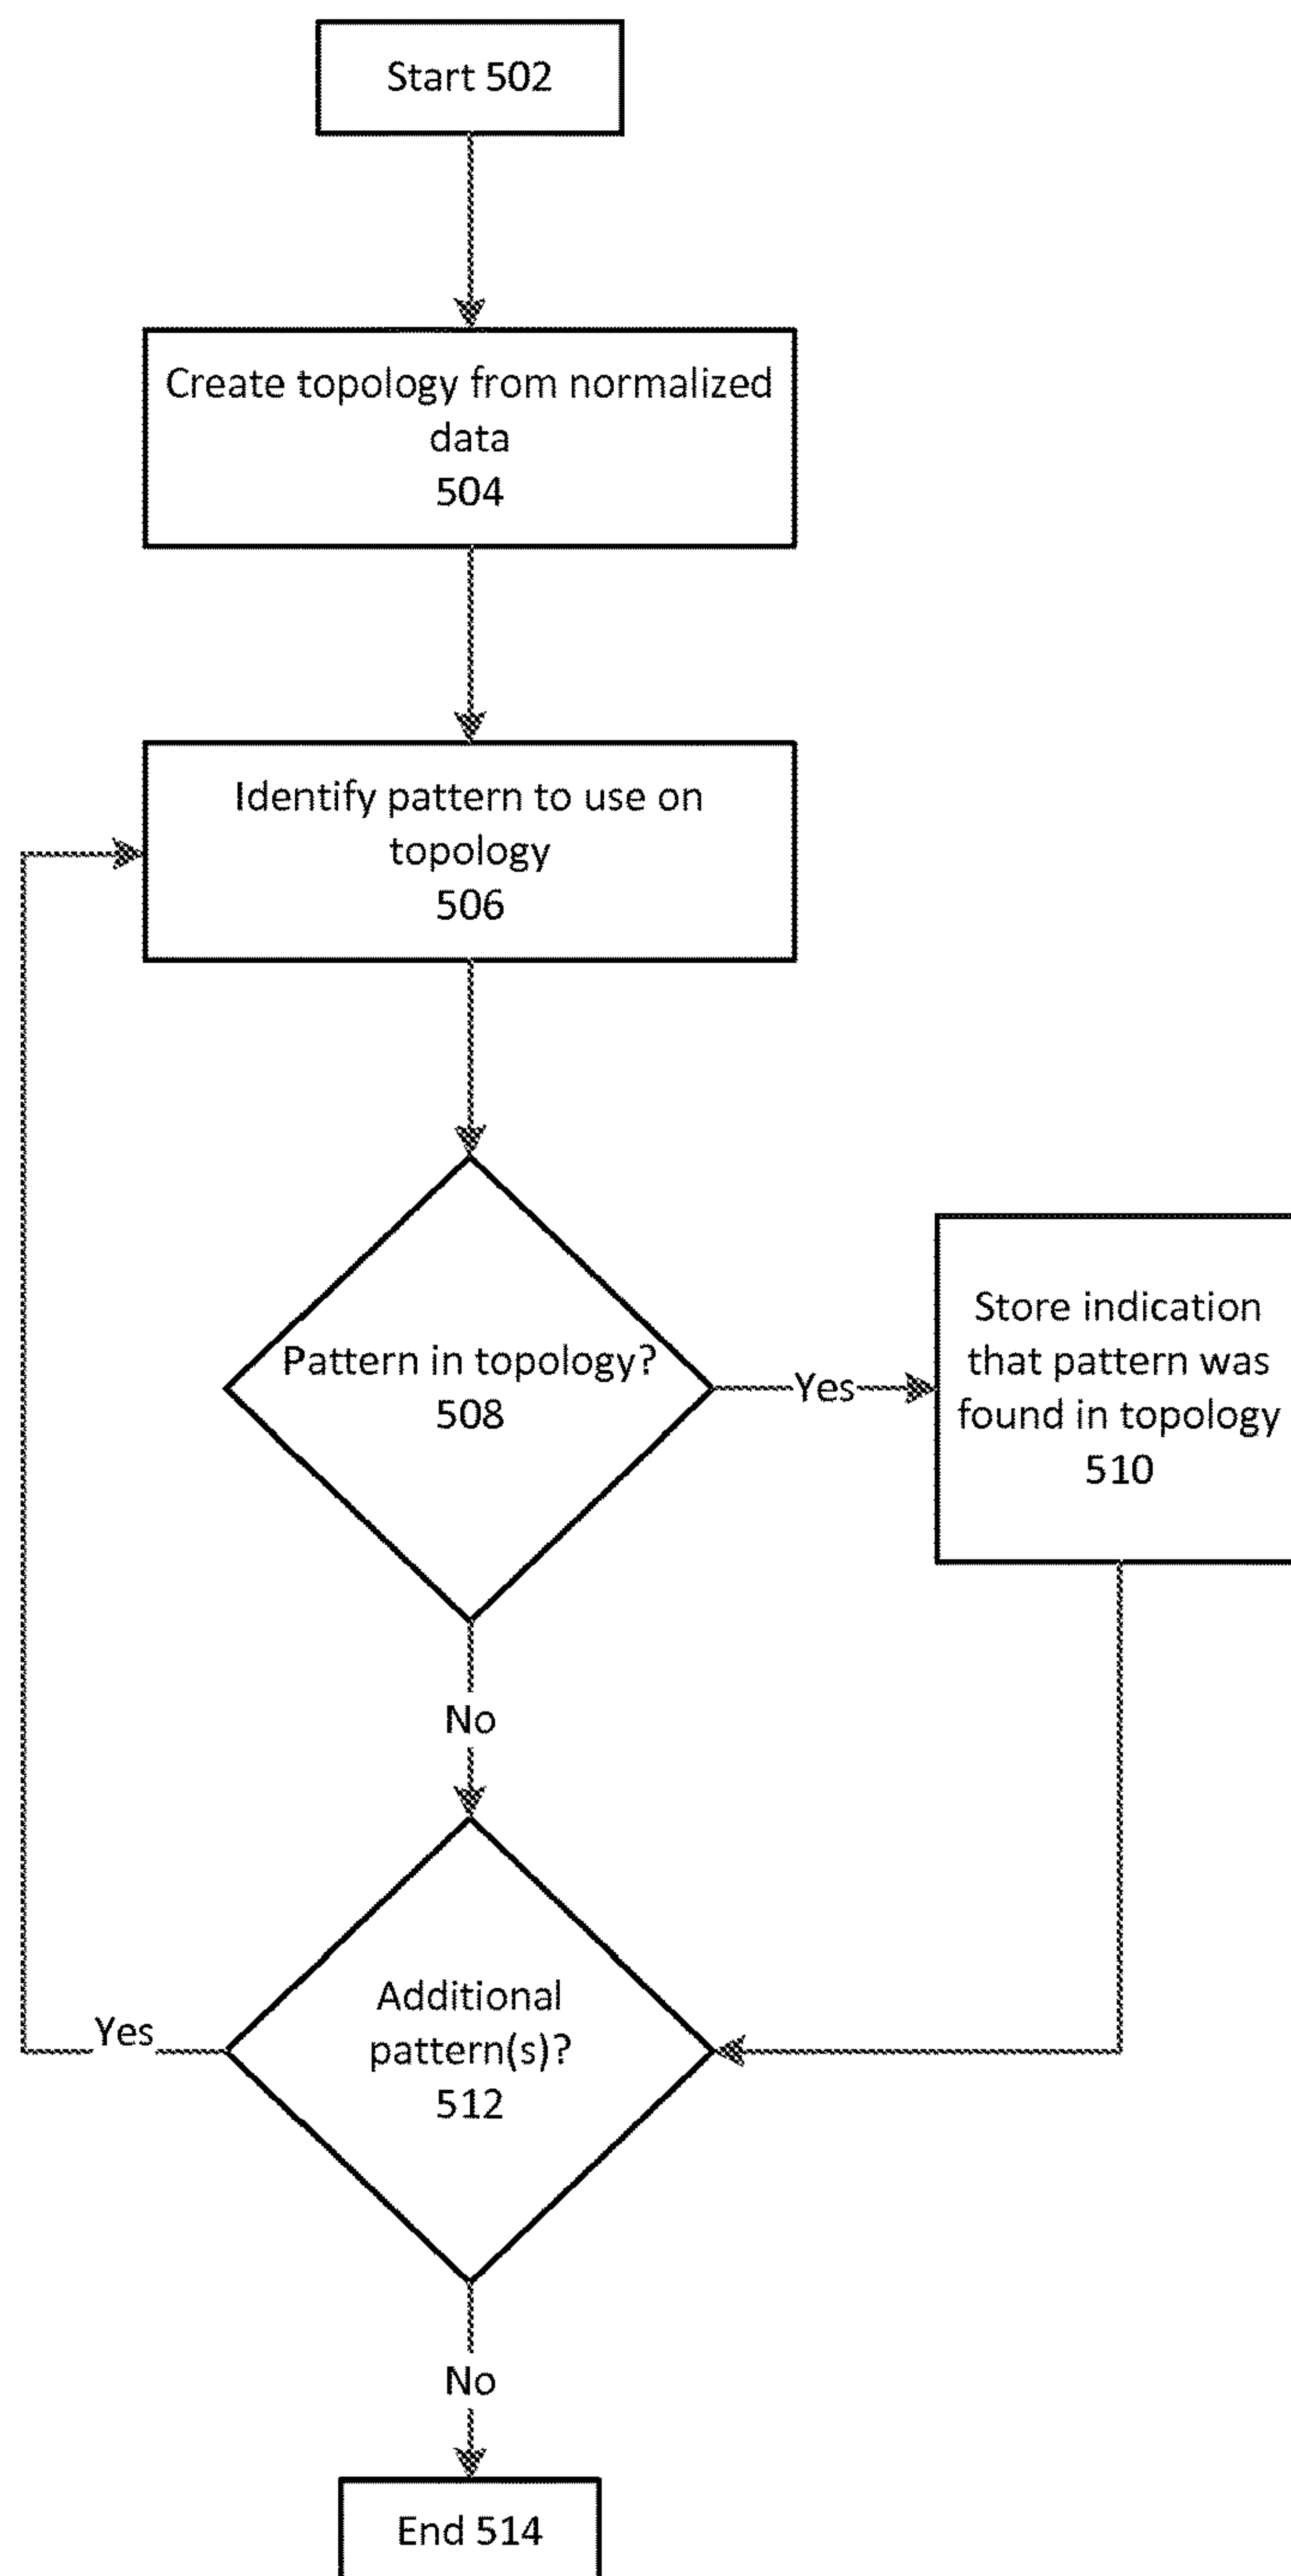 Start 502
Create topology from normalized
data
504
Identify pattern to use on
topology
506
Pattern in topology?
508
Yes
Store indication
that pattern was
found in topology
510
No
Additional
pattern(s)?
512
Yes
No
End 514